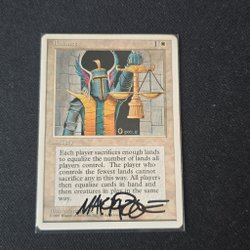 Balance
Each player sacrifices enough lands
to equalize the number of lands all
players control. The player who
controls the fewest lands cannot
sacrifice any in this way. All players
then equalize cards in hand and
then creatures in play the same
way.